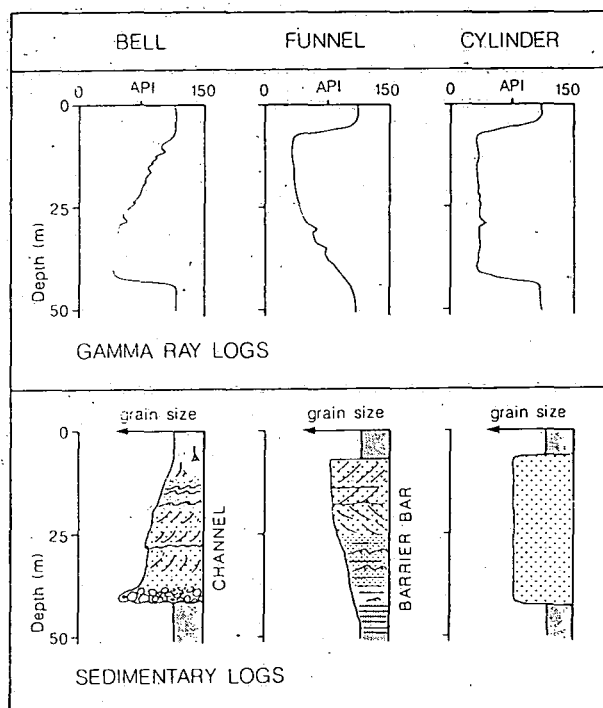 BELL FUNNEL CYLINDER
0 API 150 0 API 150 0 API 150
0
25
50
Depth (m)
GAMMA RAY LOGS
grain size grain size grain size
0
25
50
Depth (m)
CHANNEL
BARRIER BAR
SEDIMENTARY LOGS